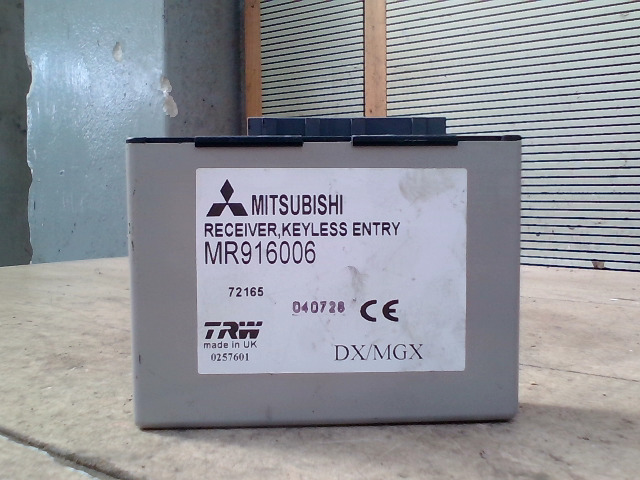 MITSUBISHI
RECEIVER,KEYLESS ENTRY
MR916006
72165
040728 CE
TRW
made in UK
0257601
DX/MGX